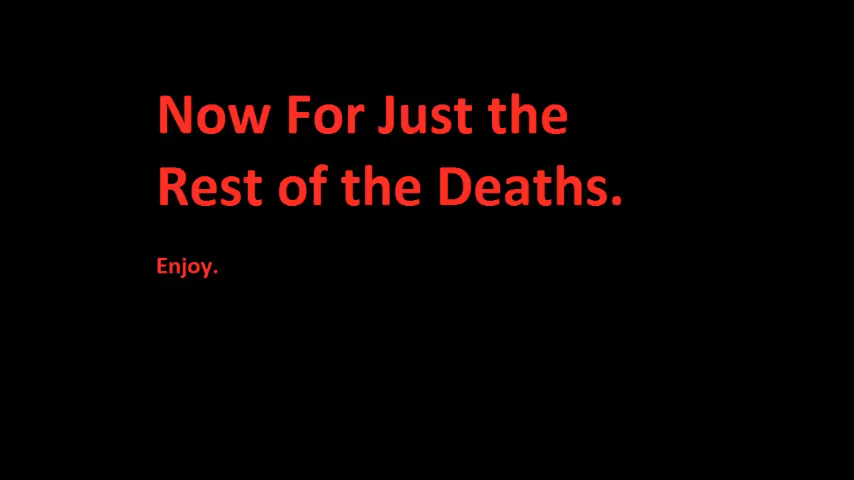 Now For Just the
Rest of the Deaths.
Enjoy.